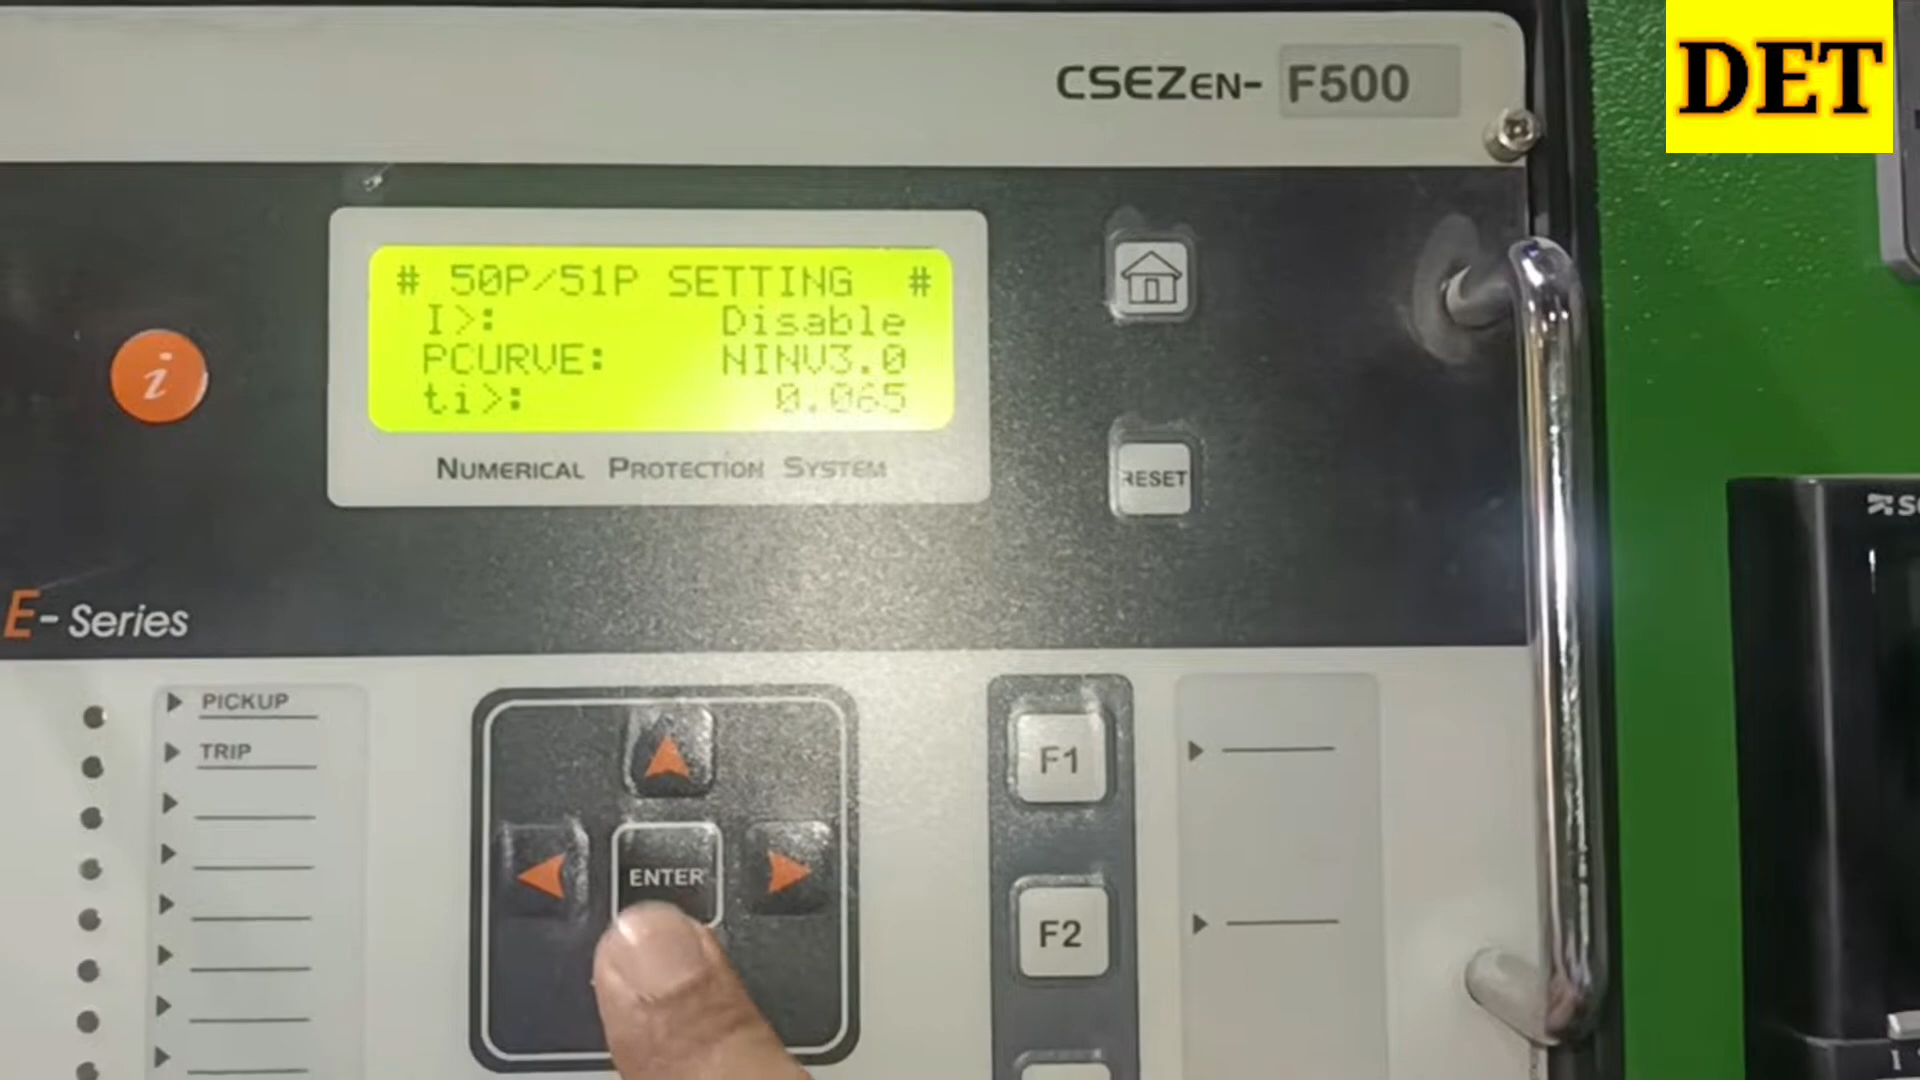 DET
CSEZEN- F500
# 50P/51P SETTING #
I>: Disable
PCURVE: NINV3.0
ti>: 0.065
NUMERICAL PROTECTION SYSTEM
i
RESET
E- Series
PICKUP
TRIP
ENTER
F1
F2